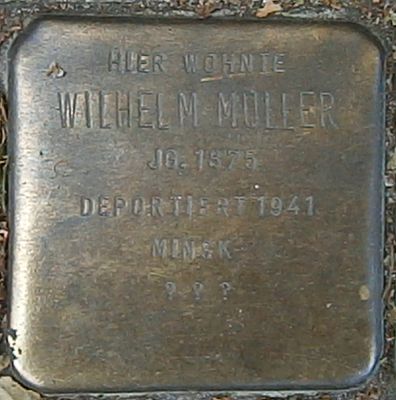 HIER WOHNTE
WILHELM MÜLLER
JG. 1875
DEPORTIERT 1941
MINSK
? ? ?